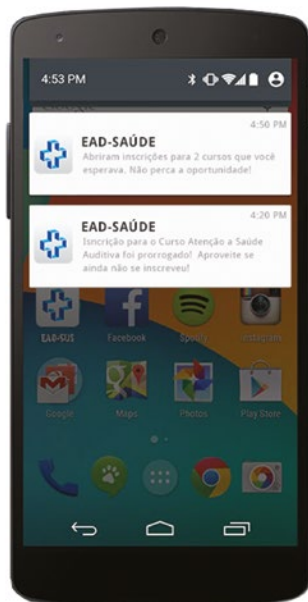 4:53 PM
4:50 PM
EAD-SAÚDE
Abriram inscrições para 2 cursos que você
esperava. Não perca a oportunidade!
4:20 PM
EAD-SAÚDE
Isncrição para o Curso Atenção a Saúde
Auditiva foi prorrogado! Aproveite se
ainda não se inscreveu!
EAD-SUS Facebook Spotify Instagram
Google Maps Photos Play Store